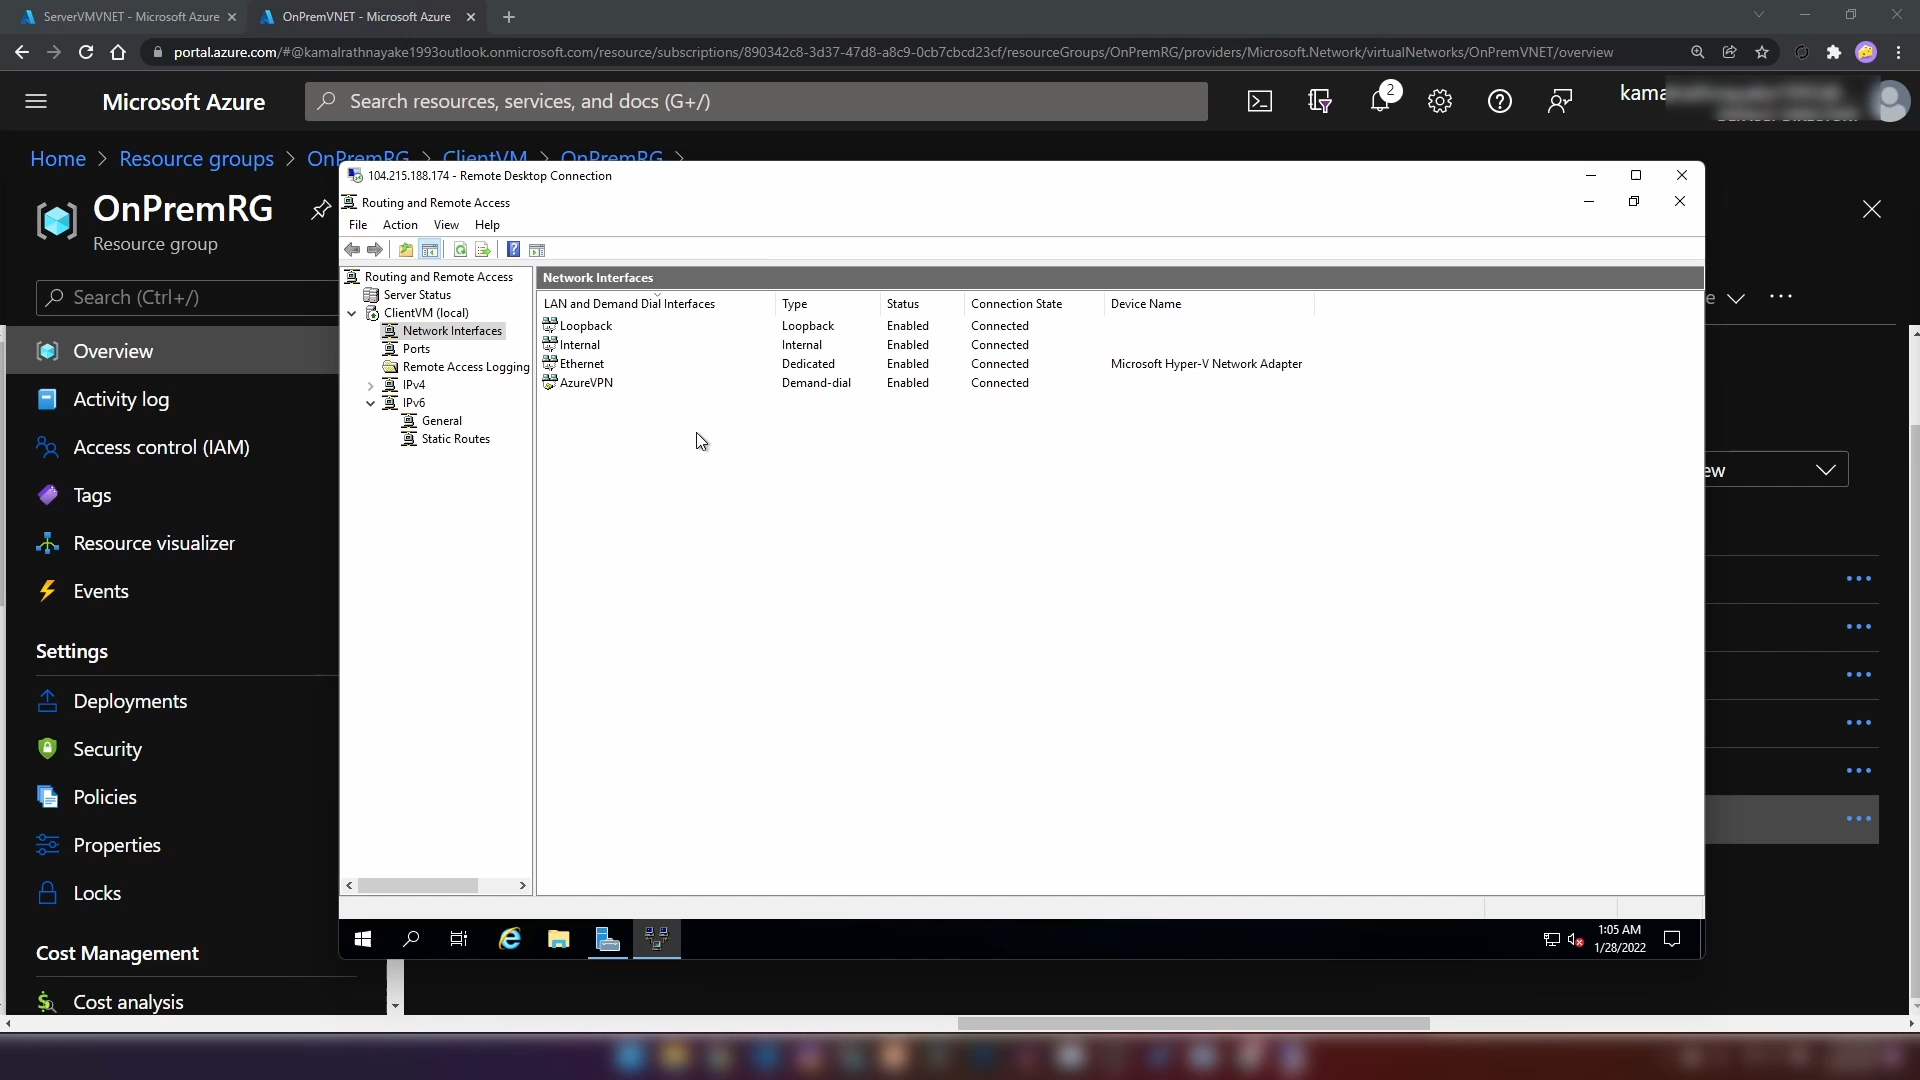 ServerVMVNET - Microsoft Azure
OnPremVNET - Microsoft Azure
portal.azure.com/#@kamalrathnayake1993outlook.onmicrosoft.com/resource/subscriptions/890342c8-3d37-47d8-a8c9-0cb7cbcd23cf/resourceGroups/OnPremRG/providers/Microsoft.Network/virtualNetworks/OnPremVNET/overview
Microsoft Azure
Search resources, services, and docs (G+/)
2
kama
Home > Resource groups > OnPremRG > ClientVM > OnPremRG >
OnPremRG
Resource group
Search (Ctrl+/)
Overview
Activity log
Access control (IAM)
Tags
Resource visualizer
Events
Settings
Deployments
Security
Policies
Properties
Locks
Cost Management
Cost analysis
104.215.188.174 - Remote Desktop Connection
Routing and Remote Access
File Action View Help
Routing and Remote Access
Server Status
ClientVM (local)
Network Interfaces
Ports
Remote Access Logging
IPv4
IPv6
General
Static Routes
Network Interfaces
LAN and Demand Dial Interfaces Type Status Connection State Device Name
Loopback Loopback Enabled Connected
Internal Internal Enabled Connected
Ethernet Dedicated Enabled Connected Microsoft Hyper-V Network Adapter
AzureVPN Demand-dial Enabled Connected
1:05 AM
1/28/2022
e
ew